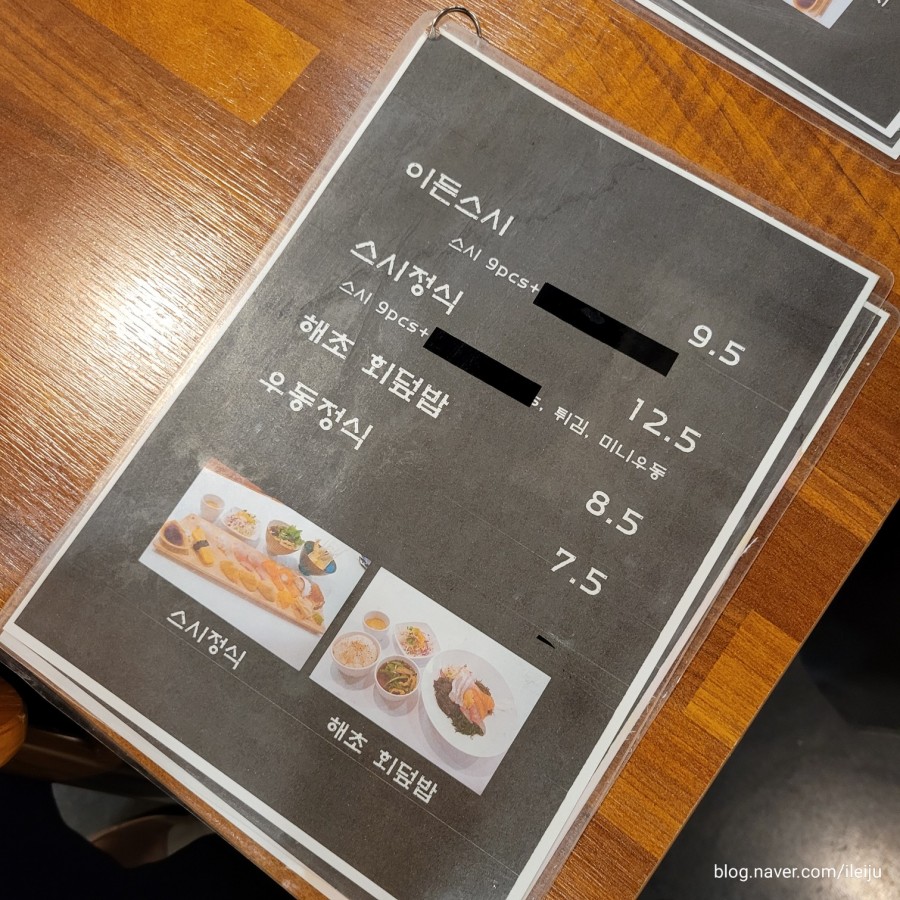 이든스시 9.5
스시 9pcs+
스시정식 12.5
스시 9pcs+ s, 튀김, 미니우동
해초 회덮밥 8.5
우동정식 7.5
스시정식
해초 회덮밥
blog.naver.com/ileiju